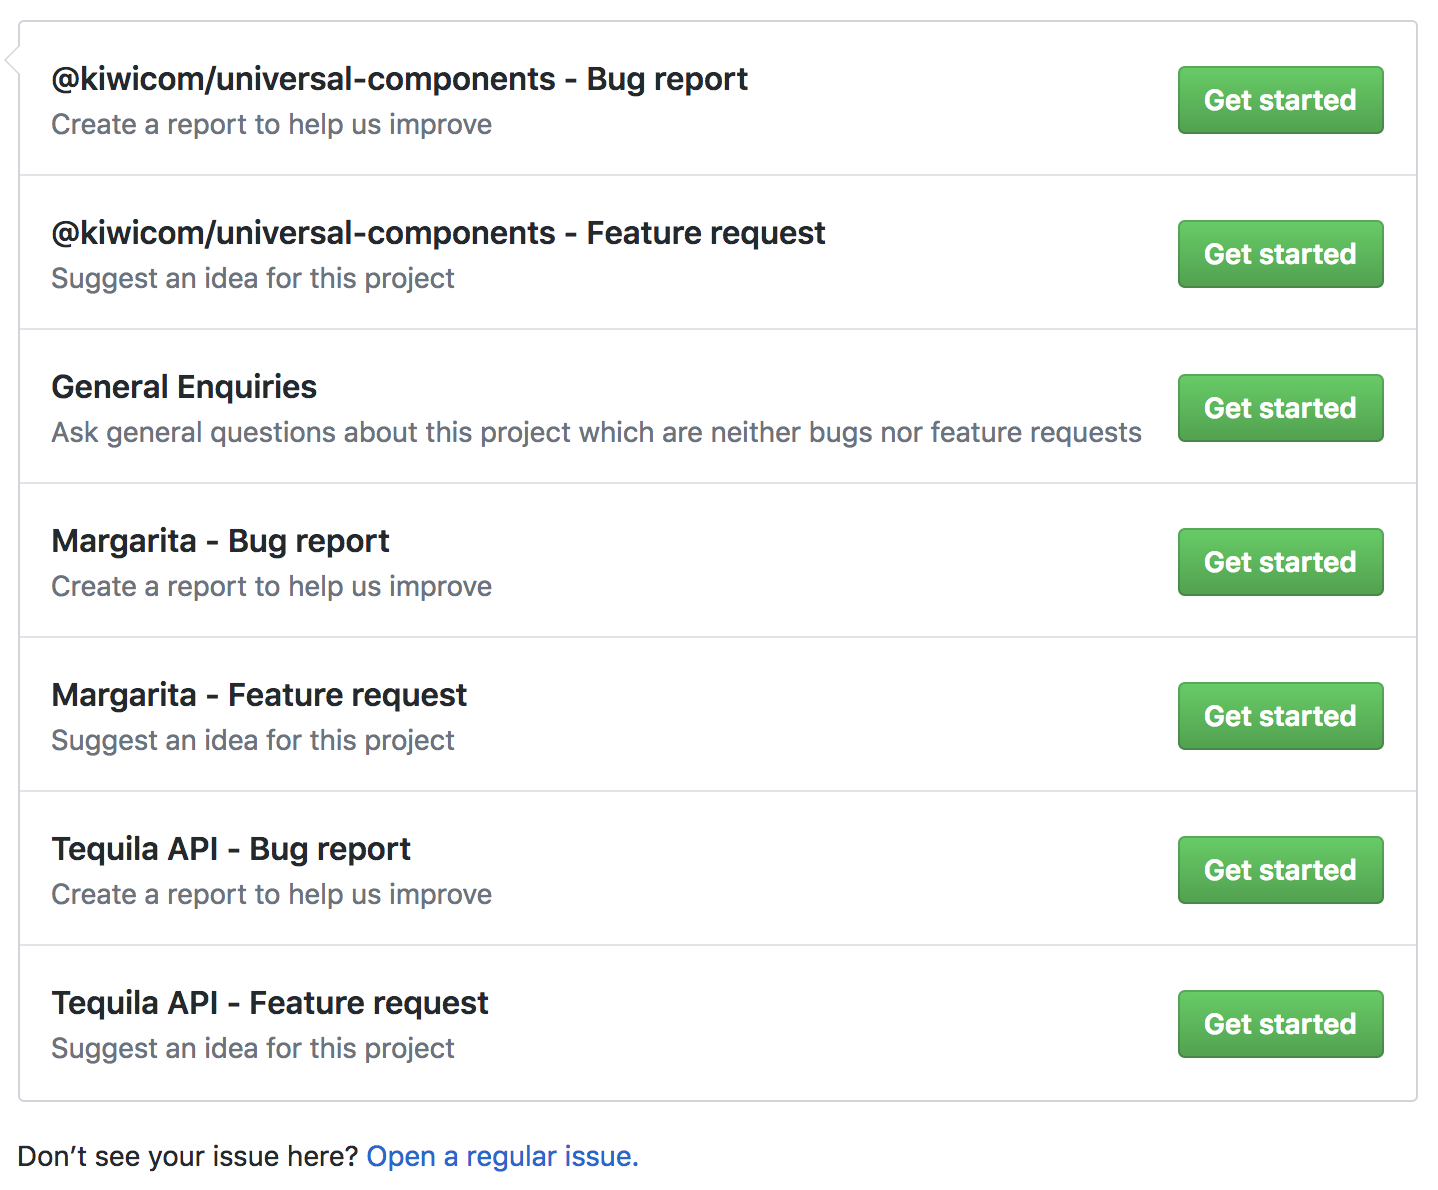 @kiwicom/universal-components - Bug report
Create a report to help us improve
Get started
@kiwicom/universal-components - Feature request
Suggest an idea for this project
Get started
General Enquiries
Ask general questions about this project which are neither bugs nor feature requests
Get started
Margarita - Bug report
Create a report to help us improve
Get started
Margarita - Feature request
Suggest an idea for this project
Get started
Tequila API - Bug report
Create a report to help us improve
Get started
Tequila API - Feature request
Suggest an idea for this project
Get started
Don’t see your issue here? Open a regular issue.